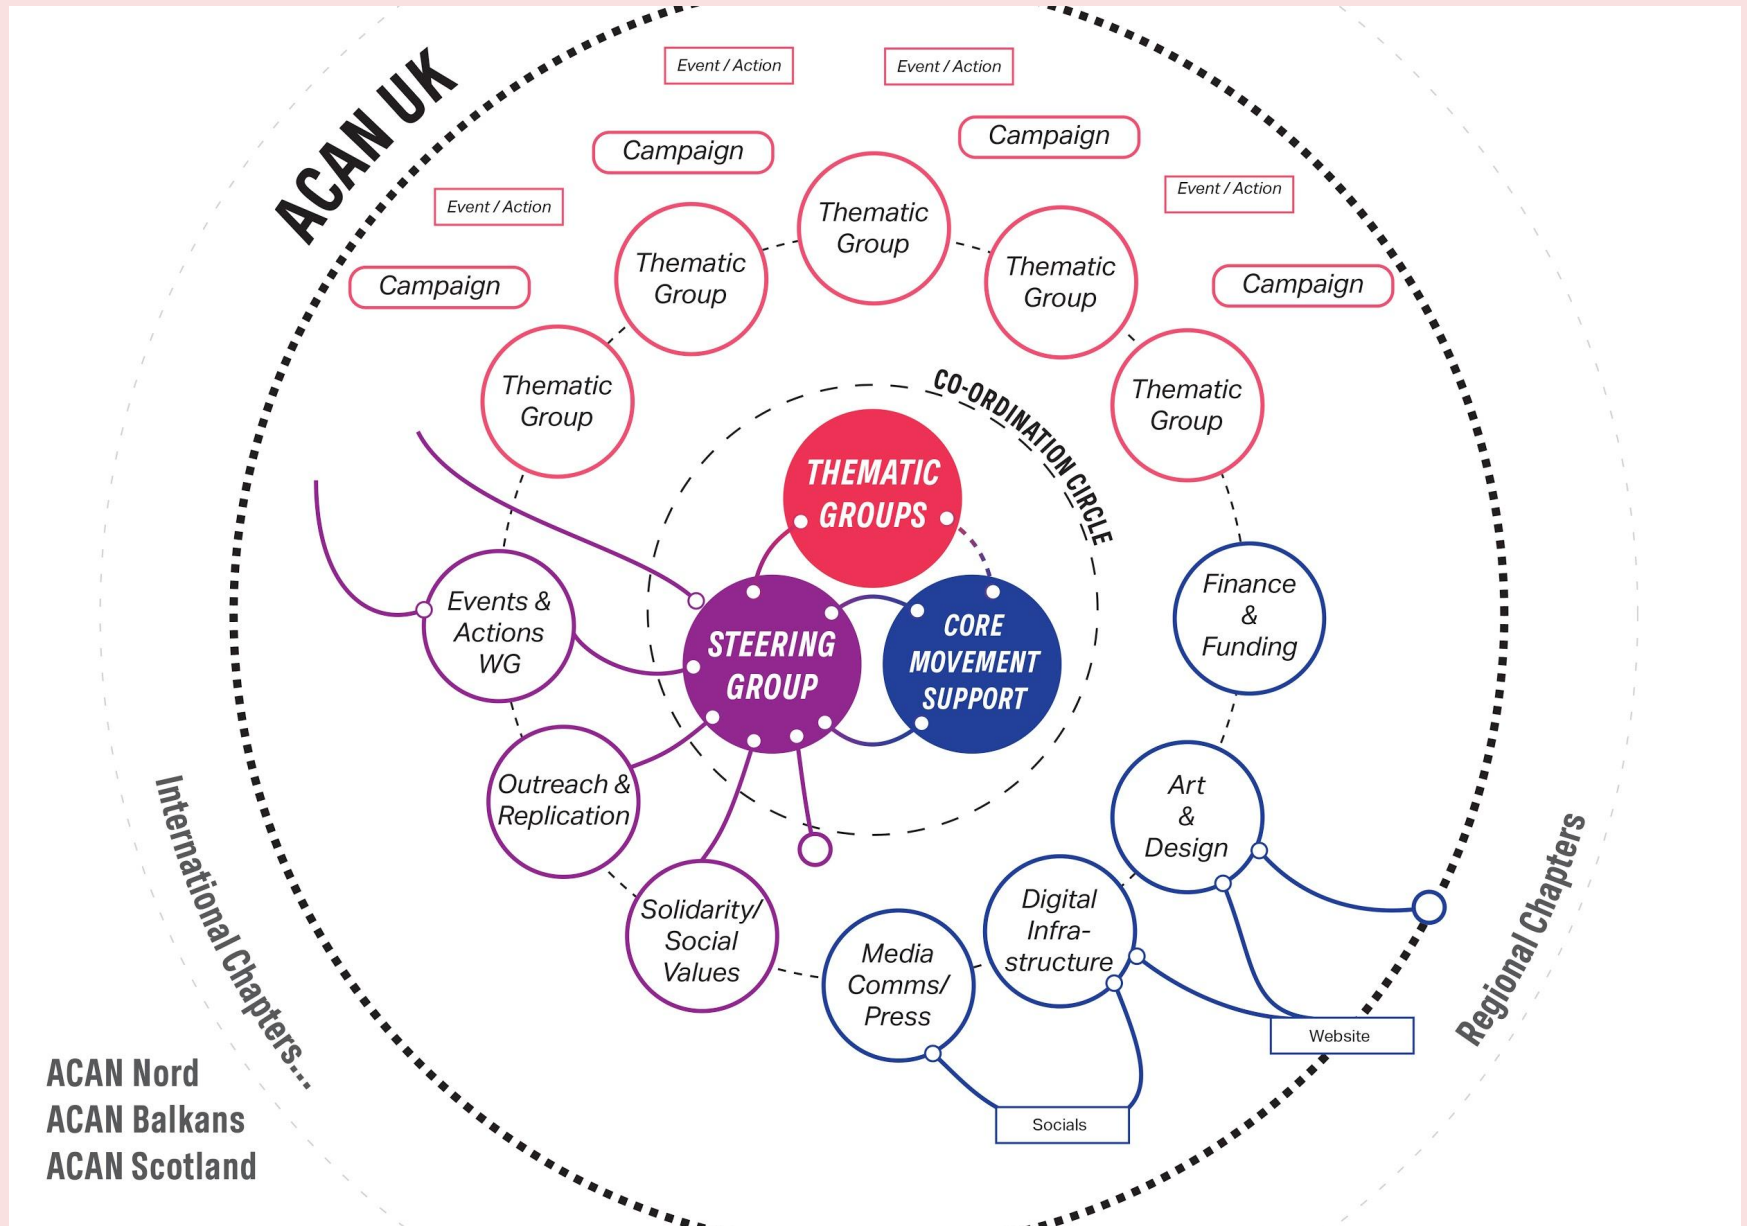 ACAN UK
Event / Action
Event / Action
Campaign
Campaign
Event / Action
Event / Action
Campaign
Campaign
Thematic
Group
Thematic
Group
Thematic
Group
Thematic
Group
Thematic
Group
CO-ORDINATION CIRCLE
THEMATIC
GROUPS
STEERING
GROUP
CORE
MOVEMENT
SUPPORT
Events &
Actions
WG
Finance
&
Funding
Outreach &
Replication
Art
&
Design
Solidarity/
Social
Values
Media
Comms/
Press
Digital
Infra-
structure
Website
Socials
International Chapters...
Regional Chapters
ACAN Nord
ACAN Balkans
ACAN Scotland